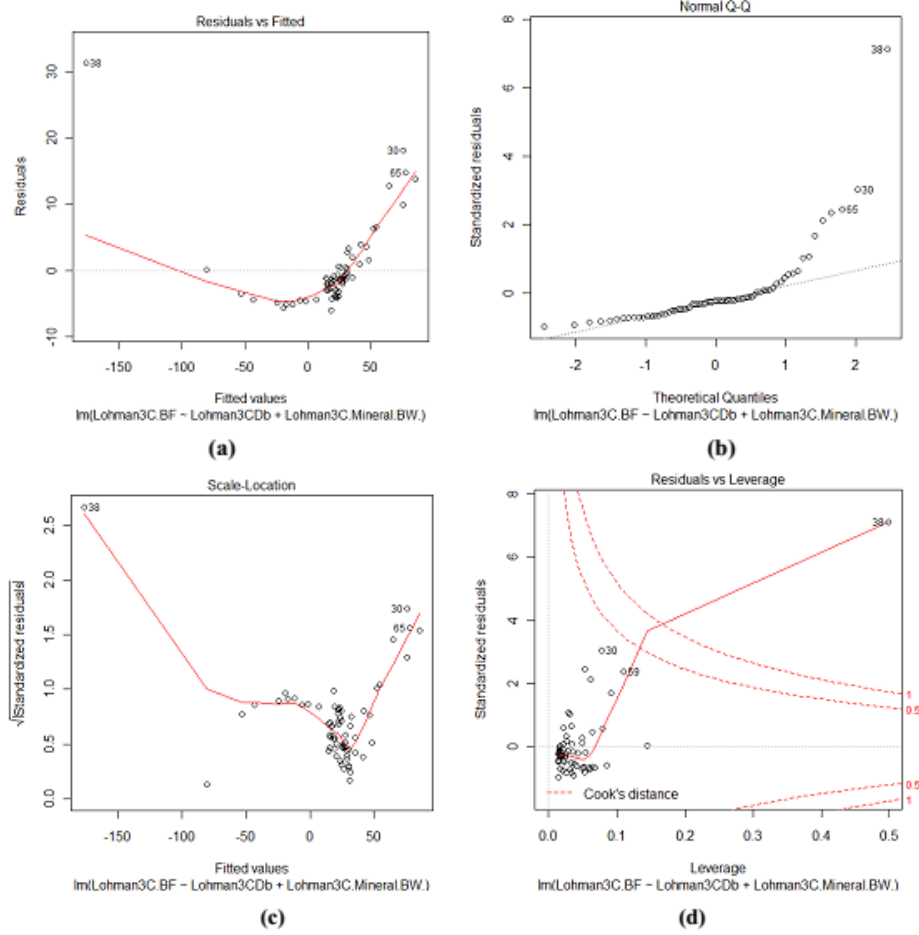 Residuals vs Fitted
Residuals
30
20
10
0
-10
38
30
65
-150
-100
-50
0
50
Fitted values
lm(Lohman3C.BF ~ Lohman3CDb + Lohman3C.Mineral.BW.)
(a)
Normal Q-Q
Standardized residuals
8
6
4
2
0
38
30
65
-2
-1
0
1
2
Theoretical Quantiles
lm(Lohman3C.BF ~ Lohman3CDb + Lohman3C.Mineral.BW.)
(b)
Scale-Location
√|Standardized residuals|
2.5
2.0
1.5
1.0
0.5
0.0
38
30
65
-150
-100
-50
0
50
Fitted values
lm(Lohman3C.BF ~ Lohman3CDb + Lohman3C.Mineral.BW.)
(c)
Residuals vs Leverage
Standardized residuals
8
6
4
2
0
38
30
69
1
0.5
0.5
1
Cook's distance
0.0
0.1
0.2
0.3
0.4
0.5
Leverage
lm(Lohman3C.BF ~ Lohman3CDb + Lohman3C.Mineral.BW.)
(d)